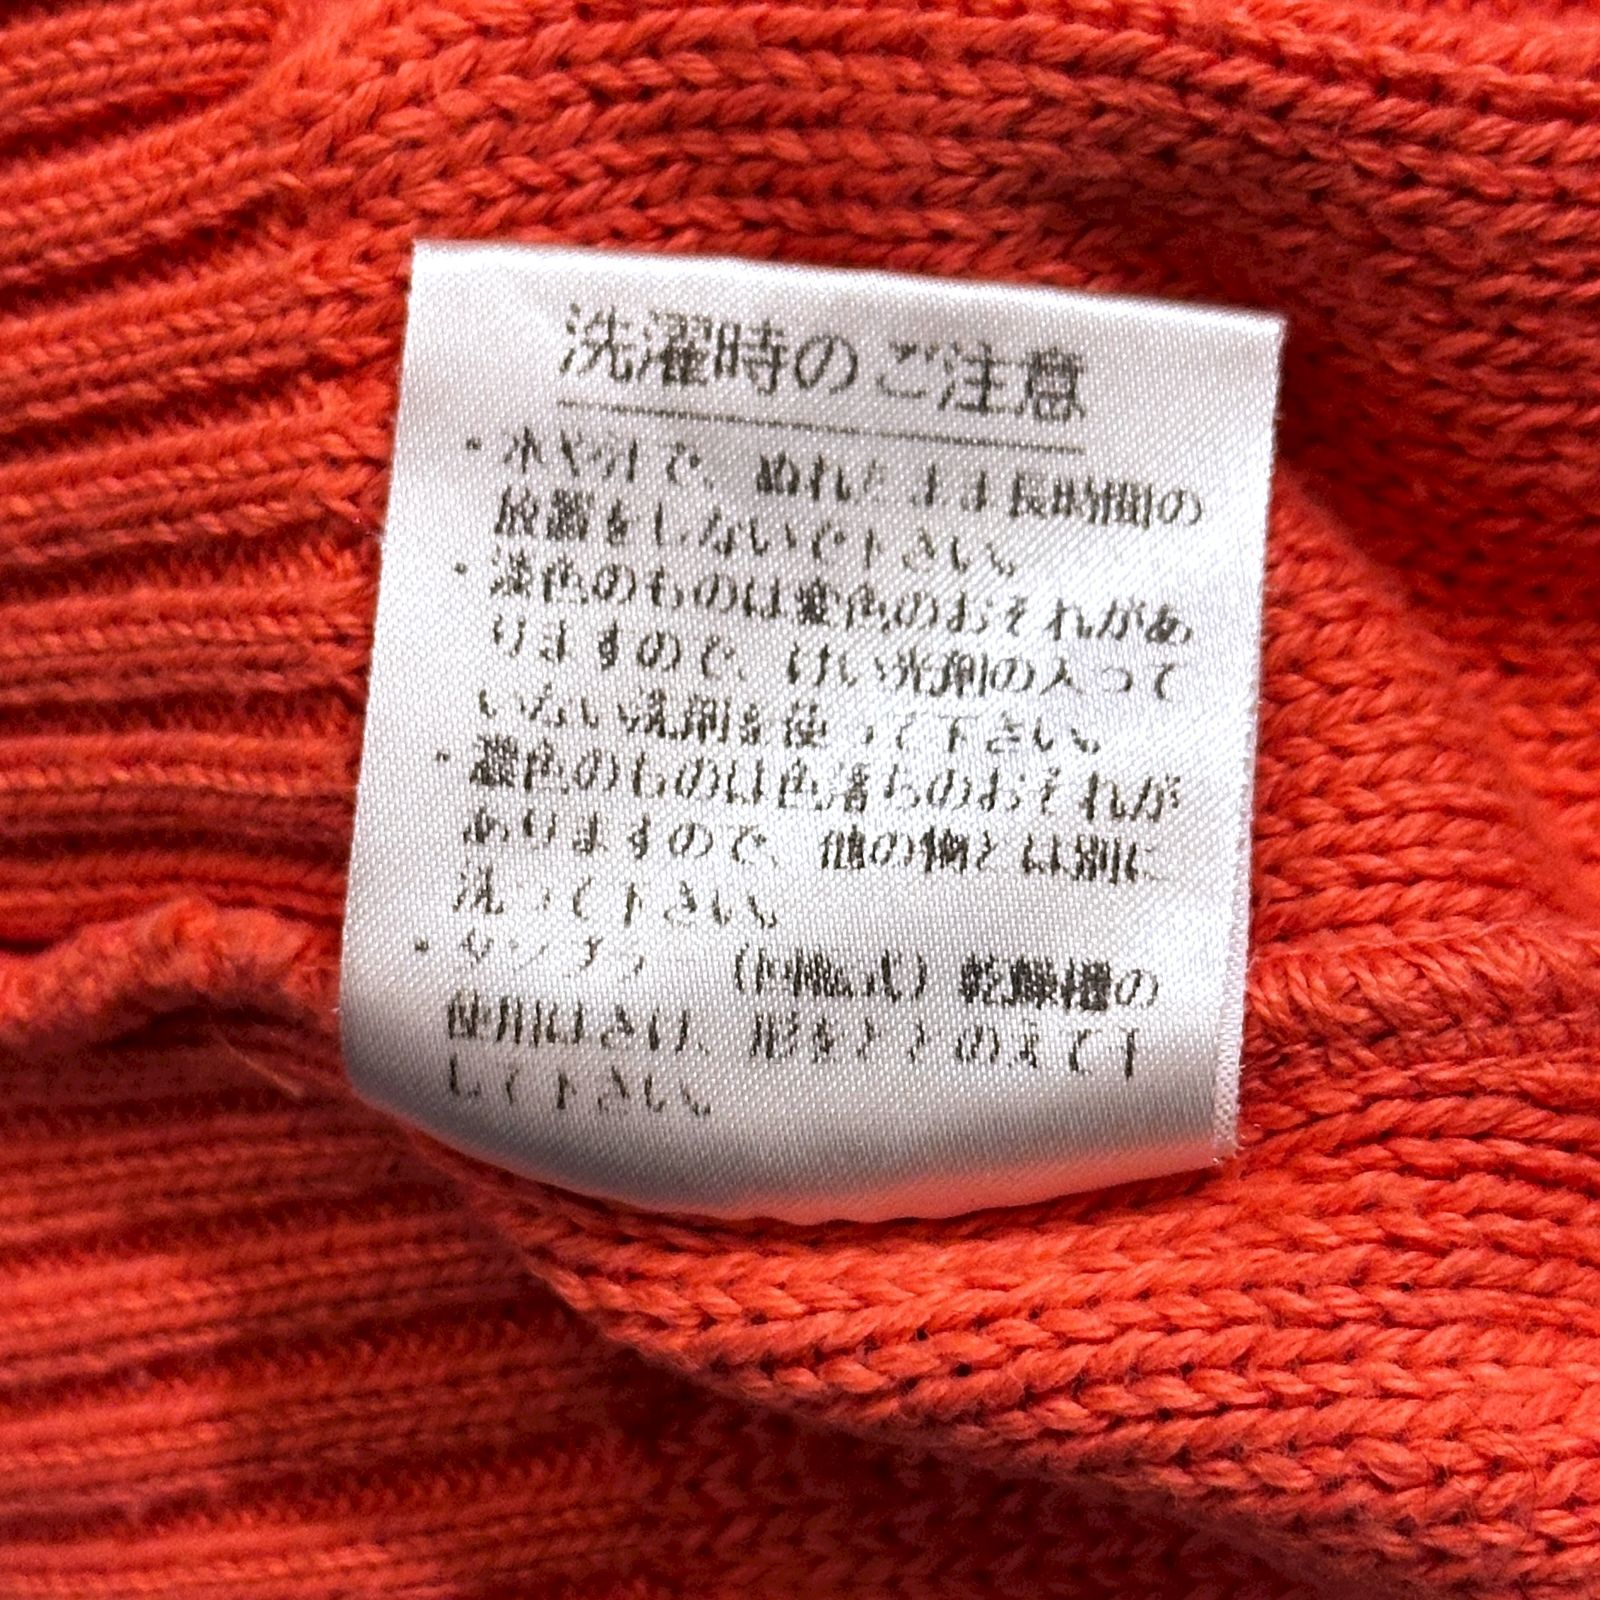 洗濯時のご注意
・水や汗で、ぬれたまま長時間の
放置をしないで下さい。
・淡色のものは変色のおそれがあ
りますので、けい光剤の入って
いない洗剤を使って下さい。
・濃色のものは色落ちのおそれが
ありますので、他の物とは別に
洗って下さい。
・タンブラー(回転式)乾燥機の
使用はさけ、形をととのえて干
して下さい。